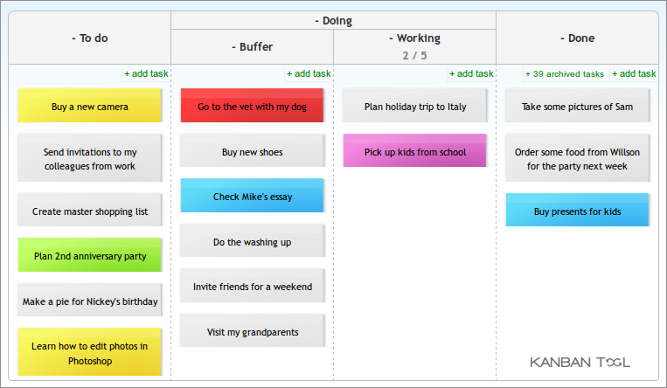 - To do
- Doing
- Buffer
- Working
2 / 5
- Done
+ add task
Buy a new camera
Send invitations to my
colleagues from work
Create master shopping list
Plan 2nd anniversary party
Make a pie for Nickey's birthday
Learn how to edit photos in
Photoshop
+ add task
Go to the vet with my dog
Buy new shoes
Check Mike's essay
Do the washing up
Invite friends for a weekend
Visit my grandparents
+ add task
Plan holiday trip to Italy
Pick up kids from school
+ 39 archived tasks + add task
Take some pictures of Sam
Order some food from Willson
for the party next week
Buy presents for kids
KANBAN TOOL